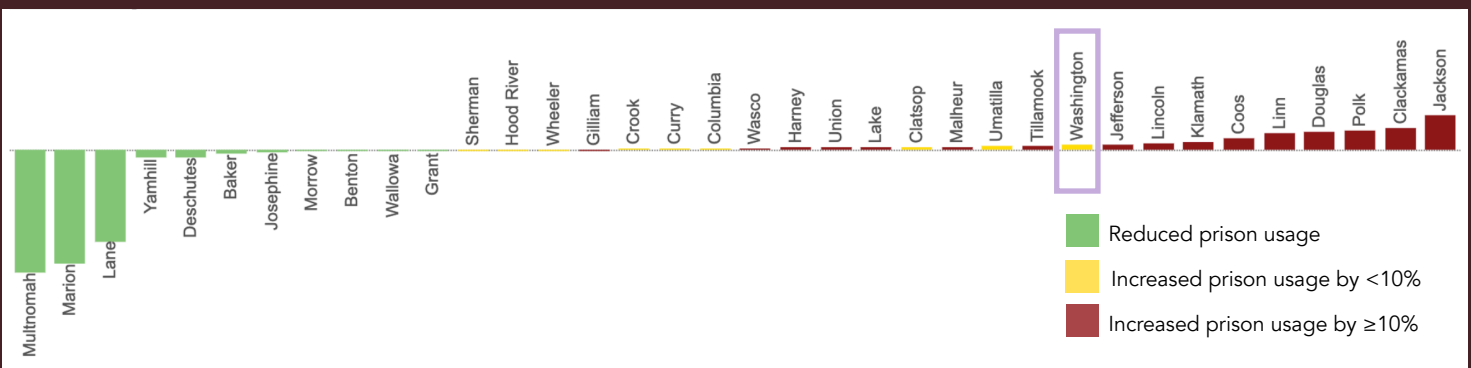 Multnomah
Marion
Lane
Yamhill
Deschutes
Baker
Josephine
Morrow
Benton
Wallowa
Grant
Sherman
Hood River
Wheeler
Gilliam
Crook
Curry
Columbia
Wasco
Harney
Union
Lake
Clatsop
Malheur
Umatilla
Tillamook
Washington
Jefferson
Lincoln
Klamath
Coos
Linn
Douglas
Polk
Clackamas
Jackson
Reduced prison usage
Increased prison usage by <10%
Increased prison usage by ≥10%